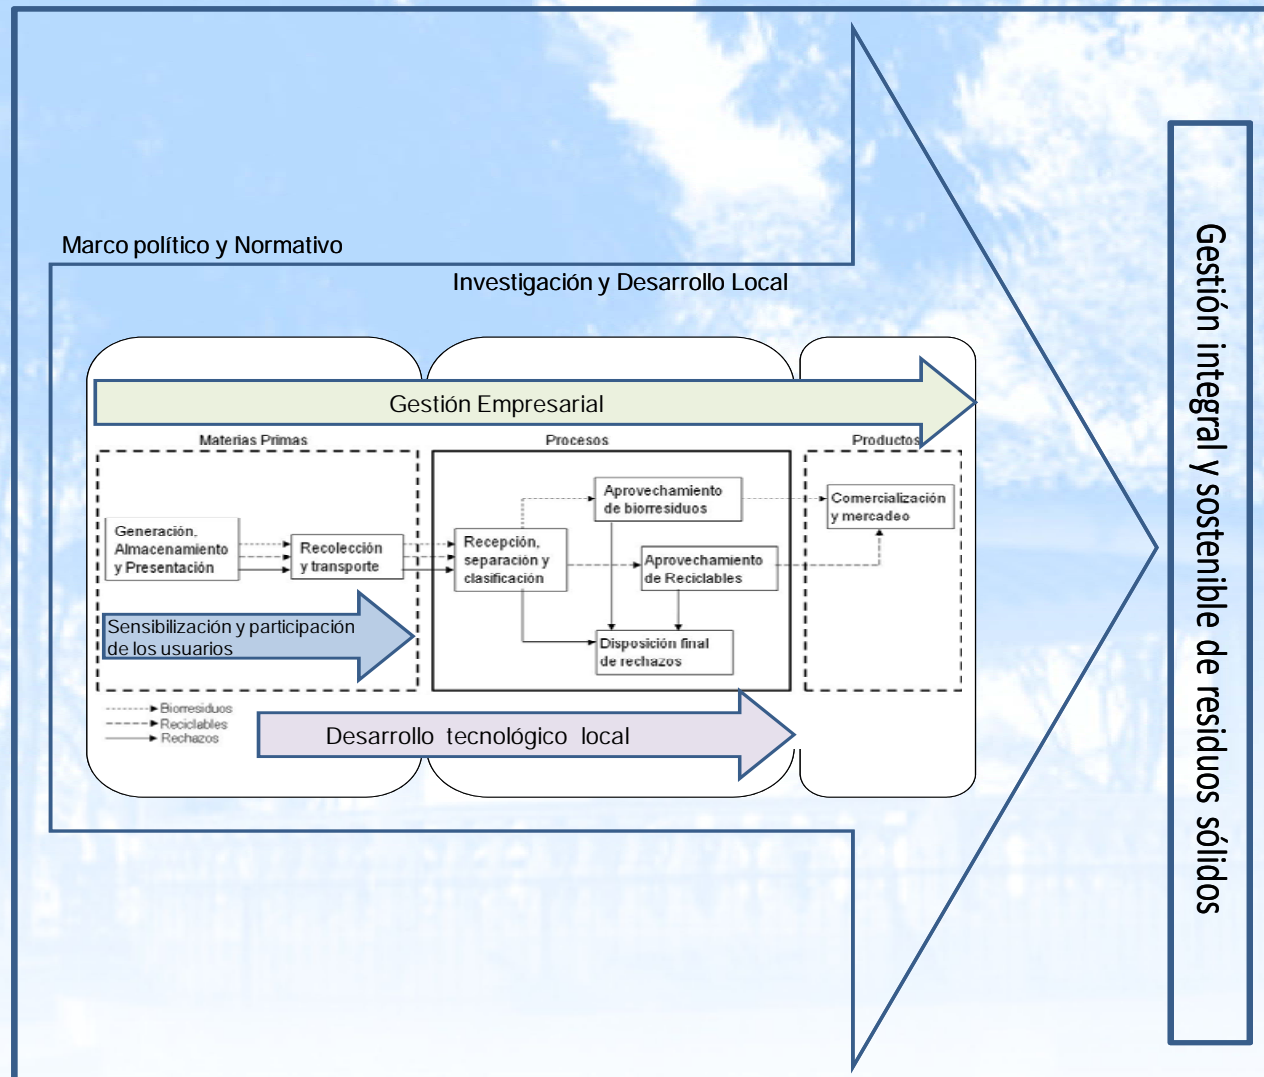 Marco político y Normativo
Investigación y Desarrollo Local
Gestión Empresarial
Materias Primas
Procesos
Productos
Generación,
Almacenamiento
y Presentación
Recolección
y transporte
Recepción,
separación y
clasificación
Aprovechamiento
de biorresiduos
Aprovechamiento
de Reciclables
Disposición final
de rechazos
Comercialización
y mercadeo
Sensibilización y participación
de los usuarios
Biorresiduos
Reciclables
Rechazos
Desarrollo tecnológico local
Gestión integral y sostenible de residuos sólidos